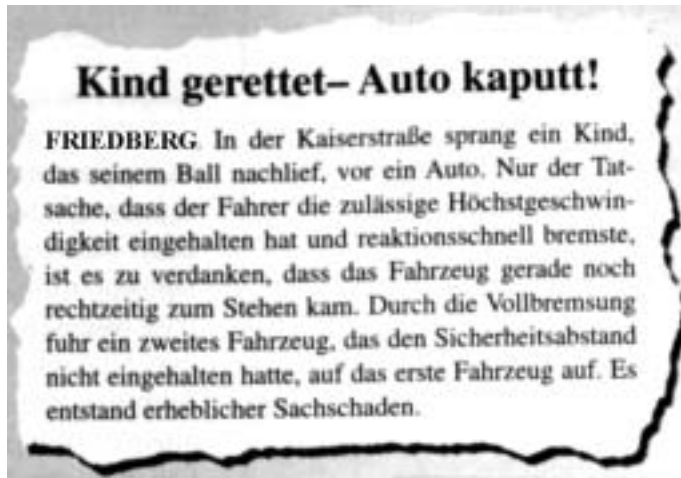 Kind gerettet– Auto kaputt!
FRIEDBERG. In der Kaiserstraße sprang ein Kind,
das seinem Ball nachlief, vor ein Auto. Nur der Tat-
sache, dass der Fahrer die zulässige Höchstgeschwin-
digkeit eingehalten hat und reaktionsschnell bremste,
ist es zu verdanken, dass das Fahrzeug gerade noch
rechtzeitig zum Stehen kam. Durch die Vollbremsung
fuhr ein zweites Fahrzeug, das den Sicherheitsabstand
nicht eingehalten hatte, auf das erste Fahrzeug auf. Es
entstand erheblicher Sachschaden.